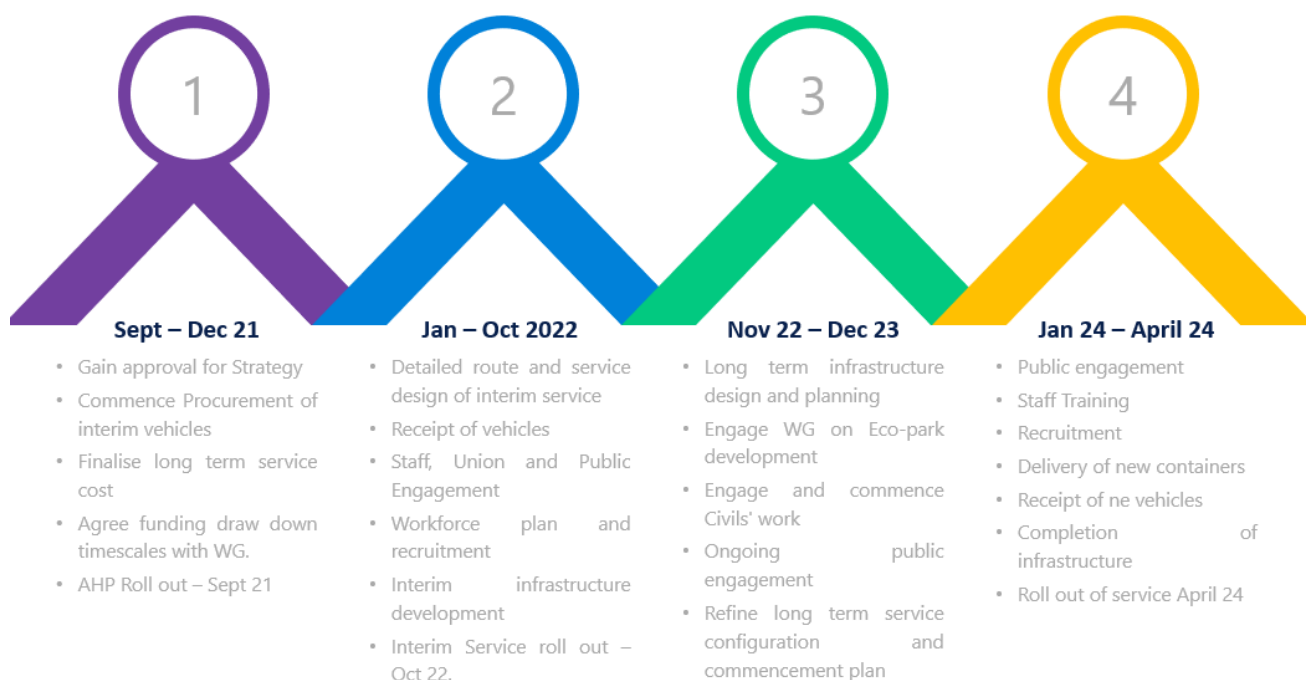 1
2
3
4
Sept – Dec 21
• Gain approval for Strategy
• Commence Procurement of
interim vehicles
• Finalise long term service
cost
• Agree funding draw down
timescales with WG.
• AHP Roll out – Sept 21
Jan – Oct 2022
• Detailed route and service
design of interim service
• Receipt of vehicles
• Staff, Union and Public
Engagement
• Workforce plan and
recruitment
• Interim infrastructure
development
• Interim Service roll out –
Oct 22.
Nov 22 – Dec 23
• Long term infrastructure
design and planning
• Engage WG on Eco-park
development
• Engage and commence
Civils' work
• Ongoing public
engagement
• Refine long term service
configuration and
commencement plan
Jan 24 – April 24
• Public engagement
• Staff Training
• Recruitment
• Delivery of new containers
• Receipt of ne vehicles
• Completion of
infrastructure
• Roll out of service April 24